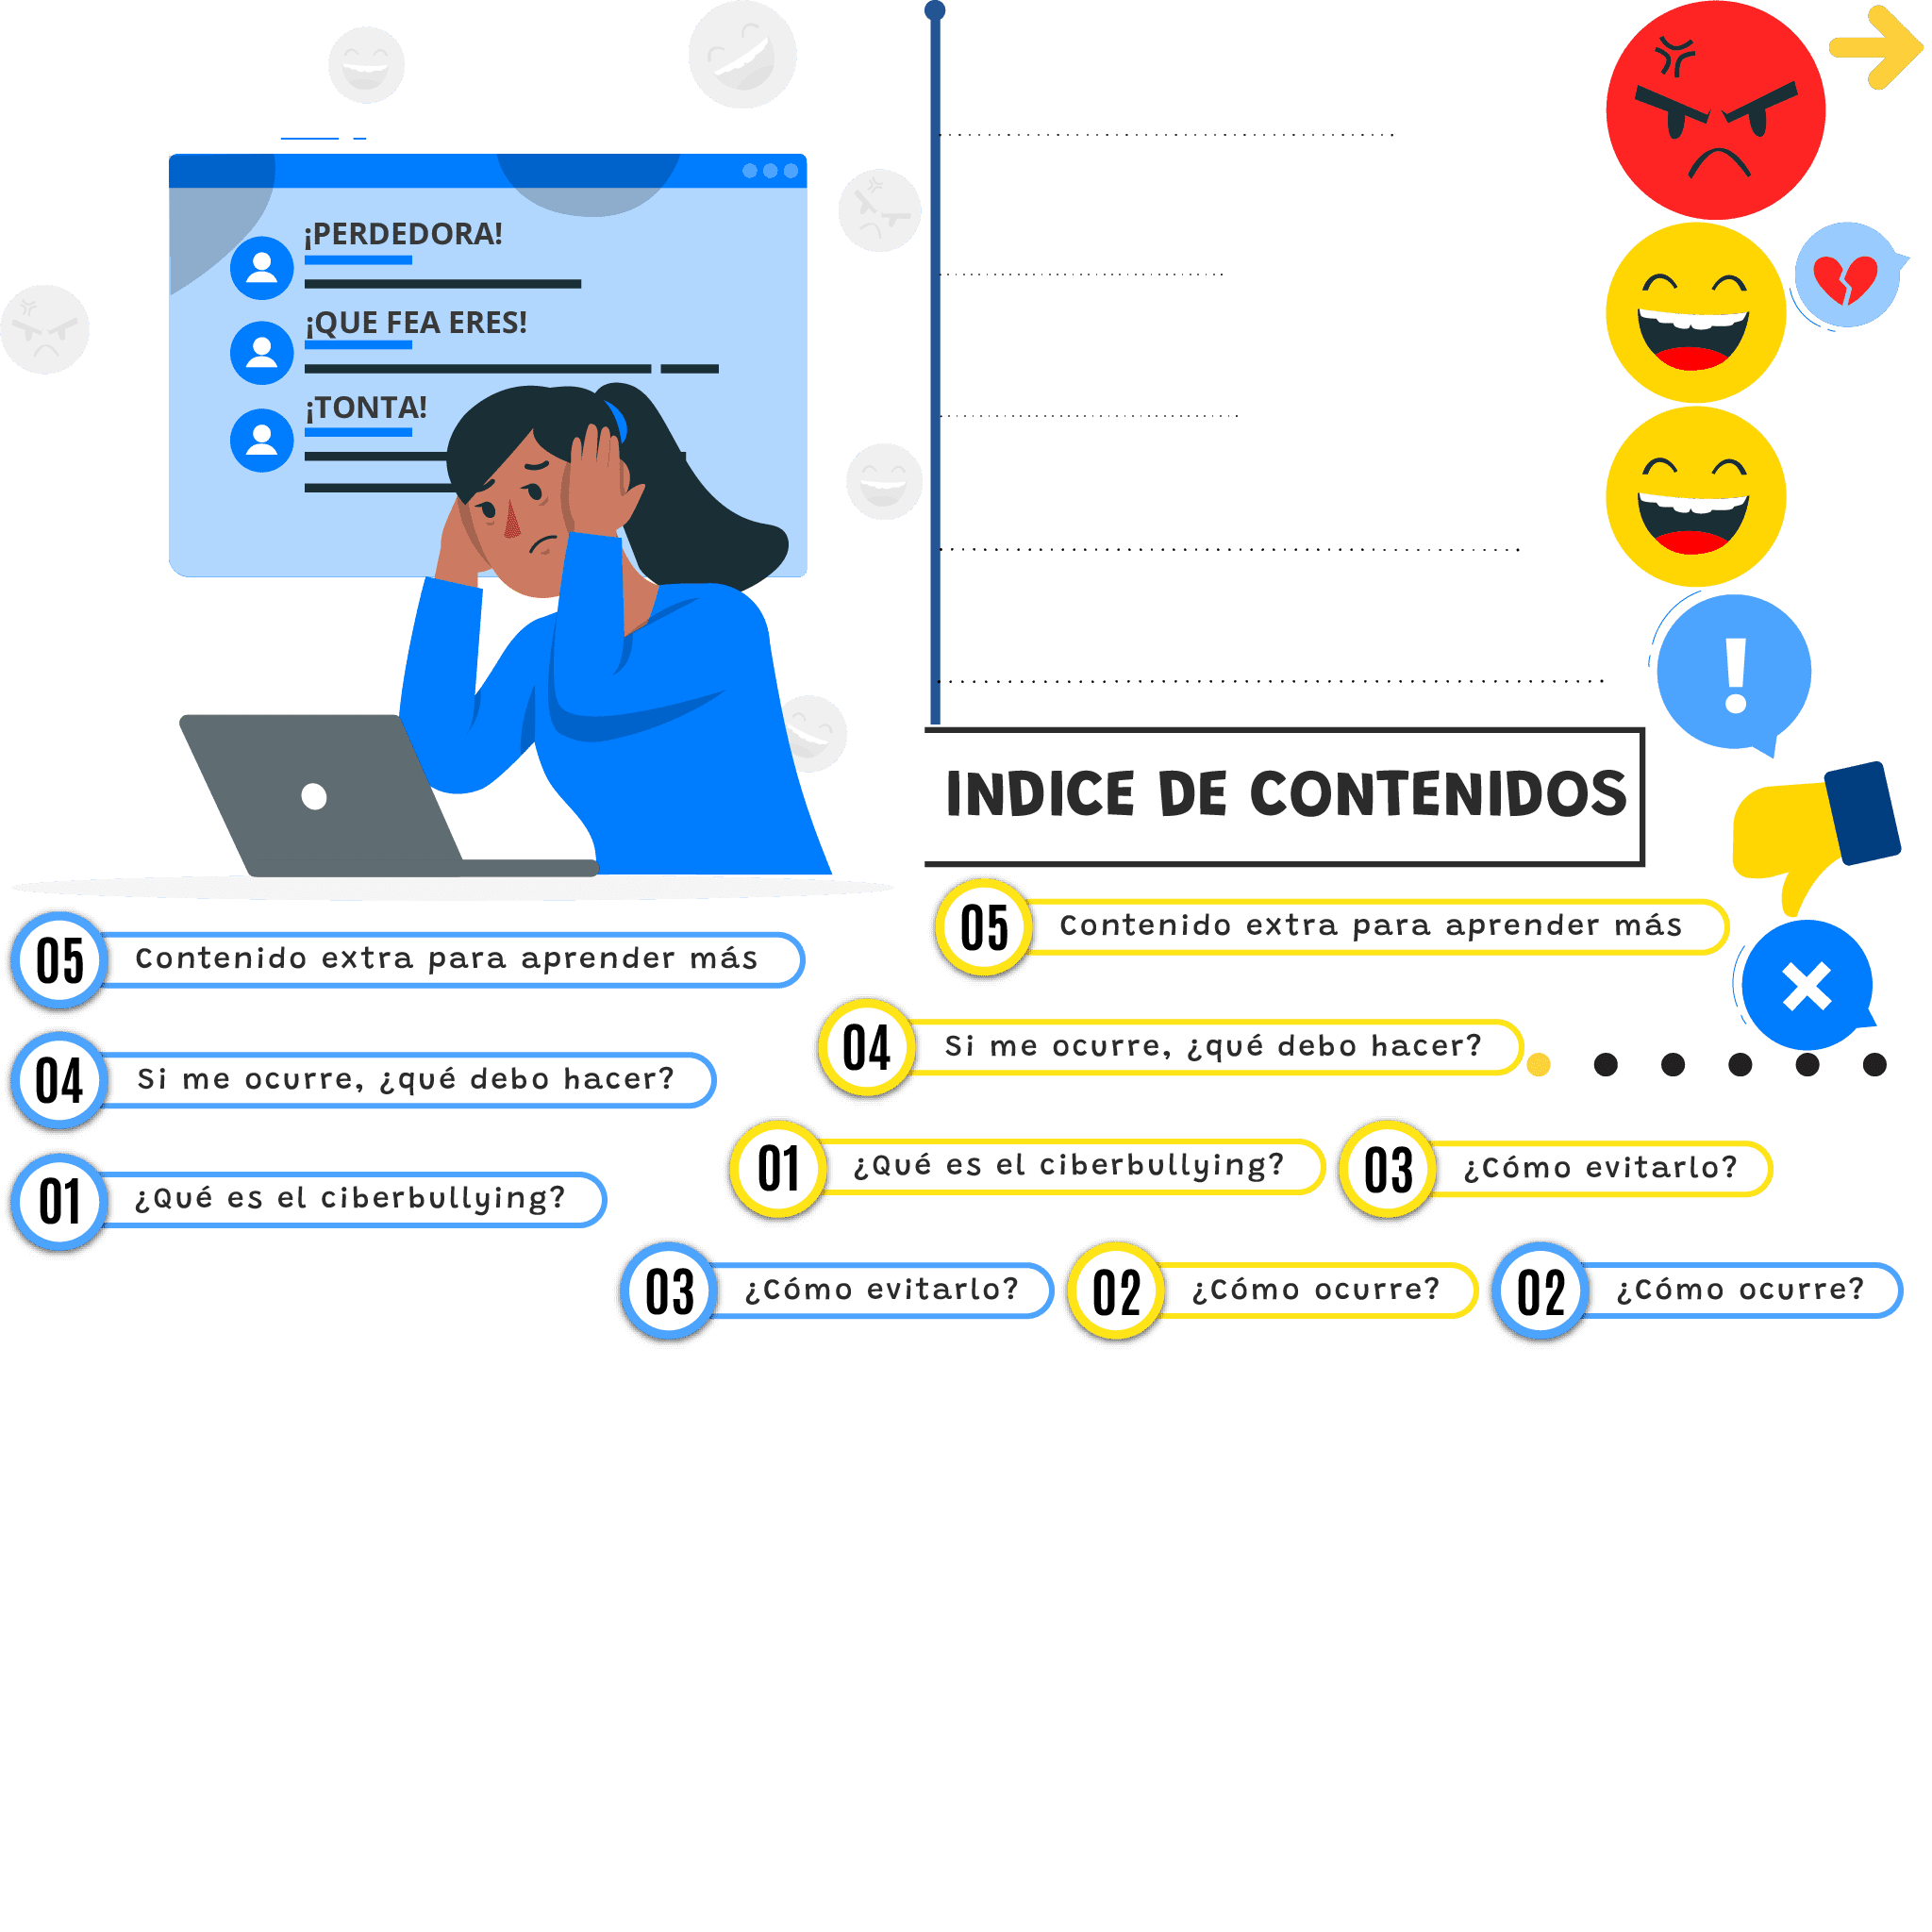 ¡PERDEDORA!
¡QUE FEA ERES!
¡TONTA!
!
INDICE DE CONTENIDOS
05 Contenido extra para aprender más
05 Contenido extra para aprender más
04 Si me ocurre, ¿qué debo hacer?
04 Si me ocurre, ¿qué debo hacer?
01 ¿Qué es el ciberbullying?
03 ¿Cómo evitarlo?
01 ¿Qué es el ciberbullying?
03 ¿Cómo evitarlo?
02 ¿Cómo ocurre?
02 ¿Cómo ocurre?